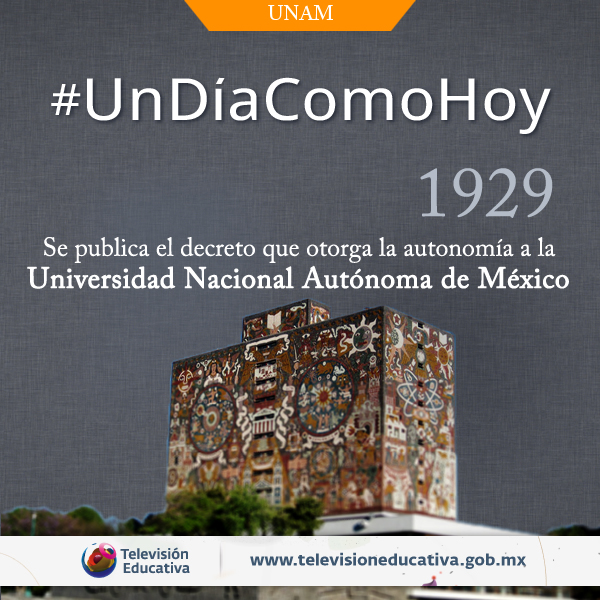 UNAM
#UnDíaComoHoy
1929
Se publica el decreto que otorga la autonomía a la
Universidad Nacional Autónoma de México
Televisión
Educativa
www.televisioneducativa.gob.mx